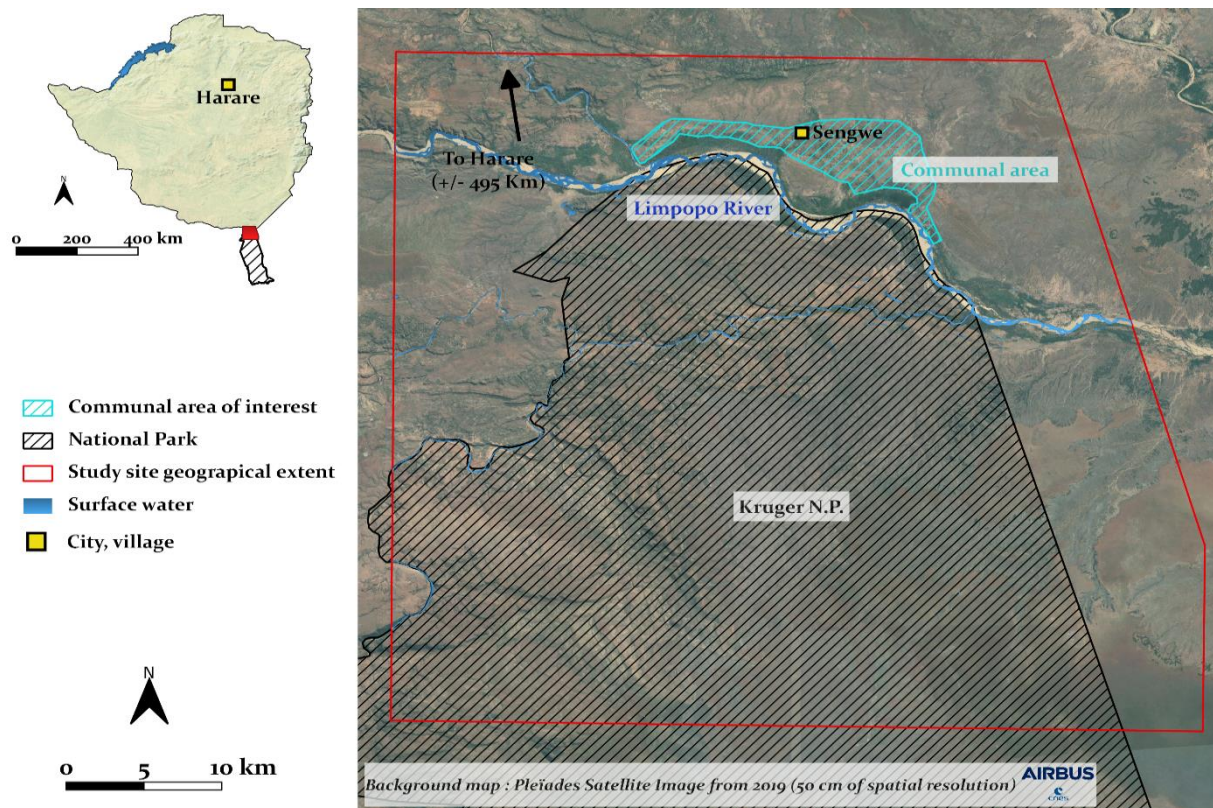 Harare
N
0 200 400 km
Communal area of interest
National Park
Study site geograpical extent
Surface water
City, village
N
0 5 10 km
To Harare
(+/- 495 Km)
Sengwe
Communal area
Limpopo River
Kruger N.P.
Background map : Pleïades Satellite Image from 2019 (50 cm of spatial resolution)
AIRBUS
cnes